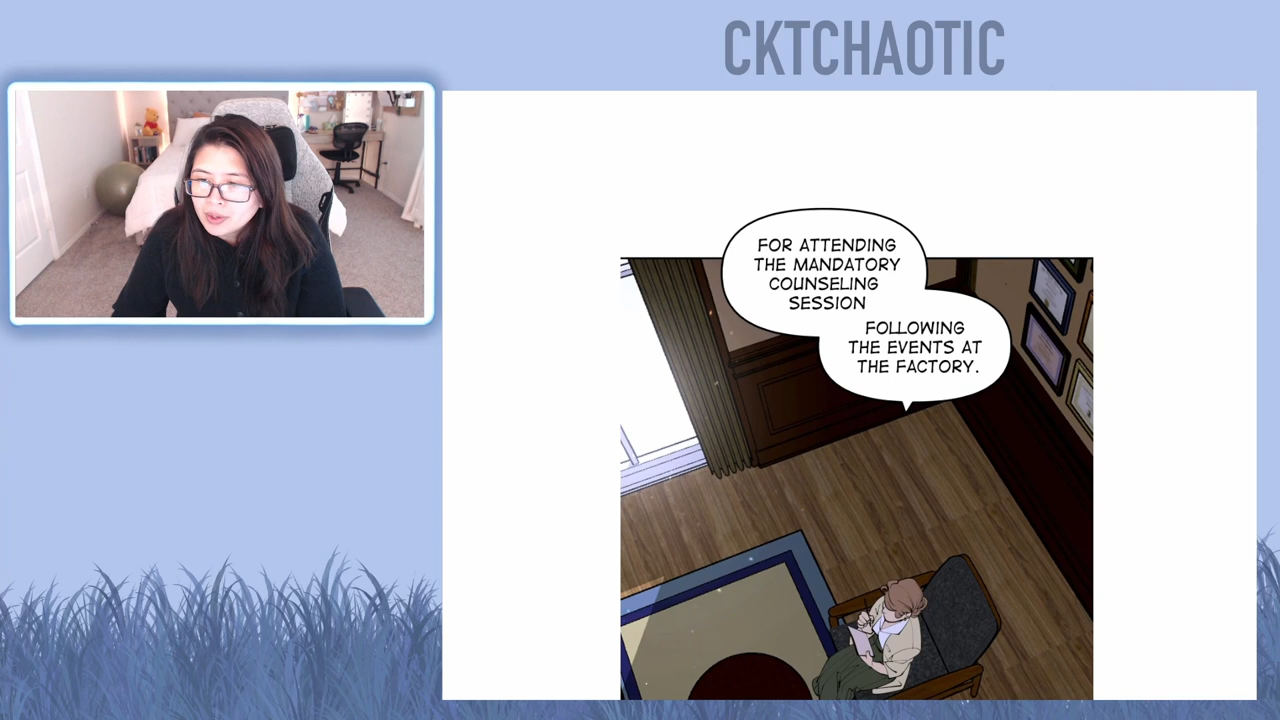 CKTCHAOTIC
FOR ATTENDING
THE MANDATORY
COUNSELING
SESSION
FOLLOWING
THE EVENTS AT
THE FACTORY.